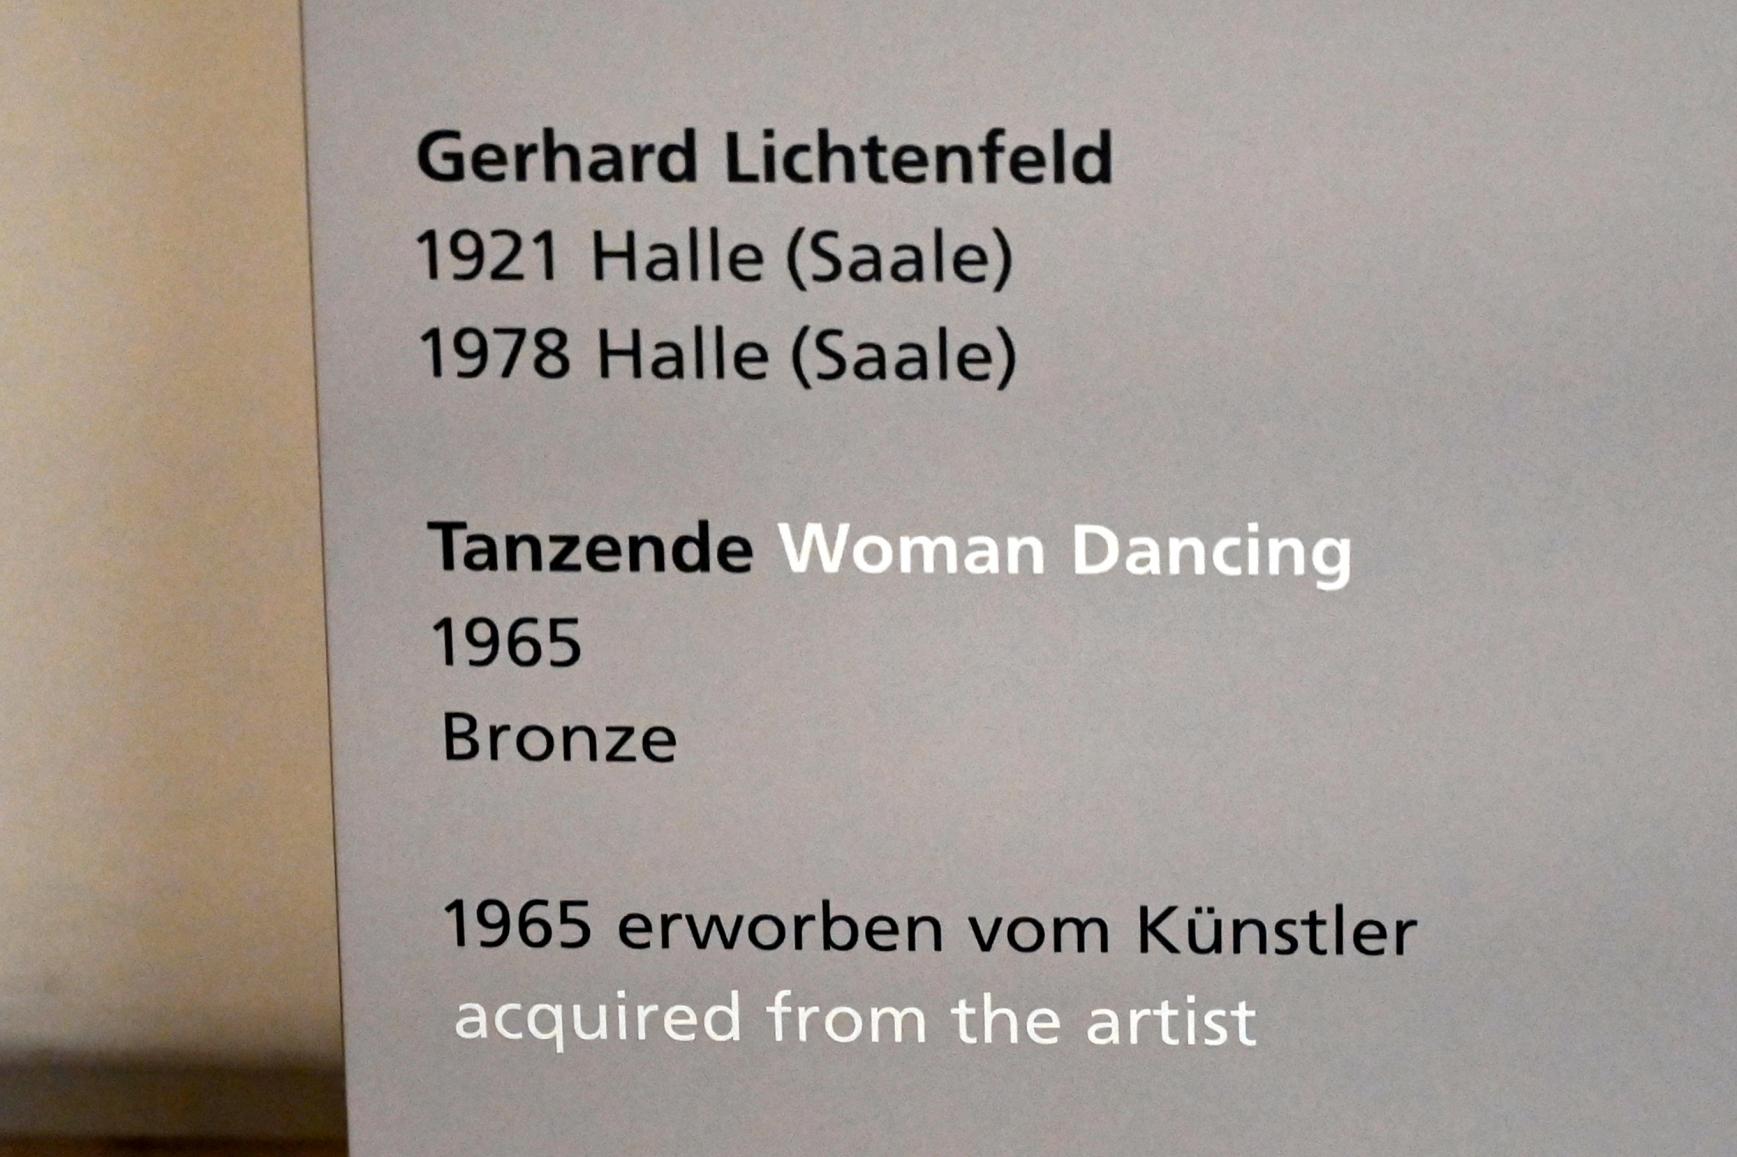 Gerhard Lichtenfeld
1921 Halle (Saale)
1978 Halle (Saale)
Tanzende Woman Dancing
1965
Bronze
1965 erworben vom Künstler
acquired from the artist